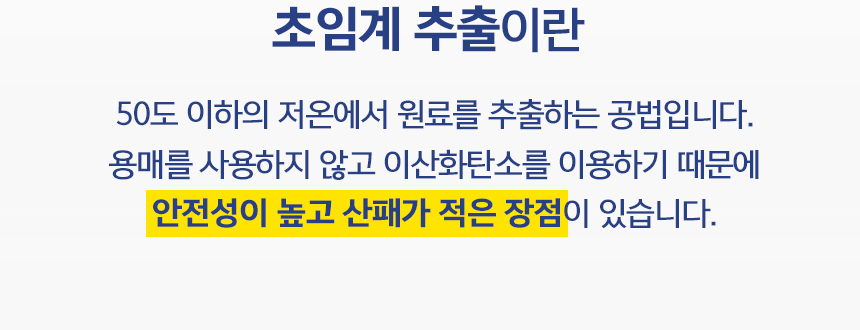 초임계 추출이란
50도 이하의 저온에서 원료를 추출하는 공법입니다.
용매를 사용하지 않고 이산화탄소를 이용하기 때문에
안전성이 높고 산패가 적은 장점이 있습니다.